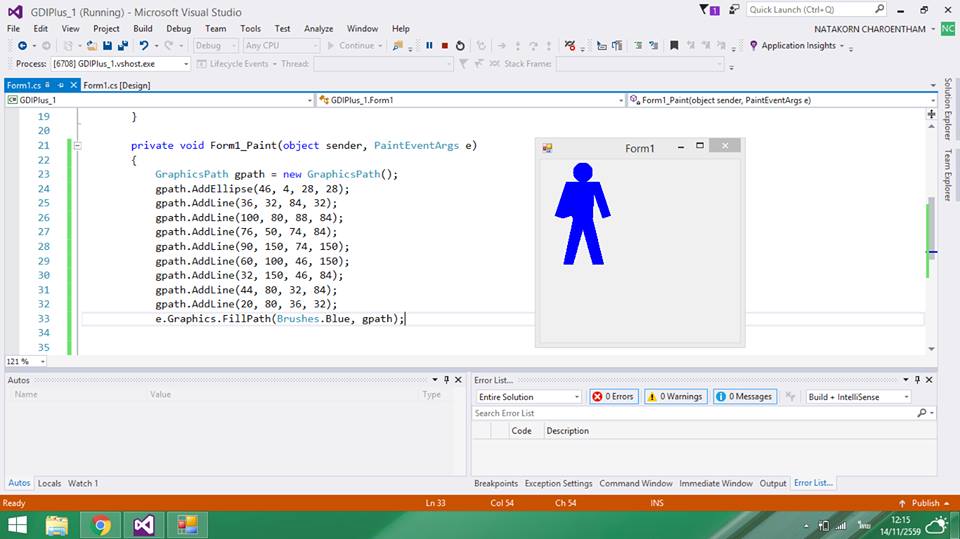 GDIPlus_1 (Running) - Microsoft Visual Studio
1
Quick Launch (Ctrl+Q)
File Edit View Project Build Debug Team Tools Test Analyze Window Help
NATAKORN CHAROENTHAM NC
Debug Any CPU Continue Application Insights
Process: [6708] GDIPlus_1.vshost.exe Lifecycle Events Thread: Stack Frame:
Form1.cs Form1.cs [Design]
GDIPlus_1 GDIPlus_1.Form1 Form1_Paint(object sender, PaintEventArgs e)
19 }
20
21 private void Form1_Paint(object sender, PaintEventArgs e)
22 {
23 GraphicsPath gpath = new GraphicsPath();
24 gpath.AddEllipse(46, 4, 28, 28);
25 gpath.AddLine(36, 32, 84, 32);
26 gpath.AddLine(100, 80, 88, 84);
27 gpath.AddLine(76, 50, 74, 84);
28 gpath.AddLine(90, 150, 74, 150);
29 gpath.AddLine(60, 100, 46, 150);
30 gpath.AddLine(32, 150, 46, 84);
31 gpath.AddLine(44, 80, 32, 84);
32 gpath.AddLine(20, 80, 36, 32);
33 e.Graphics.FillPath(Brushes.Blue, gpath);
34
35
Form1
Solution Explorer
Team Explorer
121 %
Autos
Name Value Type
Autos Locals Watch 1
Error List...
Entire Solution 0 Errors 0 Warnings 0 Messages Build + IntelliSense
Search Error List
Code Description
Breakpoints Exception Settings Command Window Immediate Window Output Error List...
Ready Ln 33 Col 54 Ch 54 INS Publish
ไทย
12:15
14/11/2559